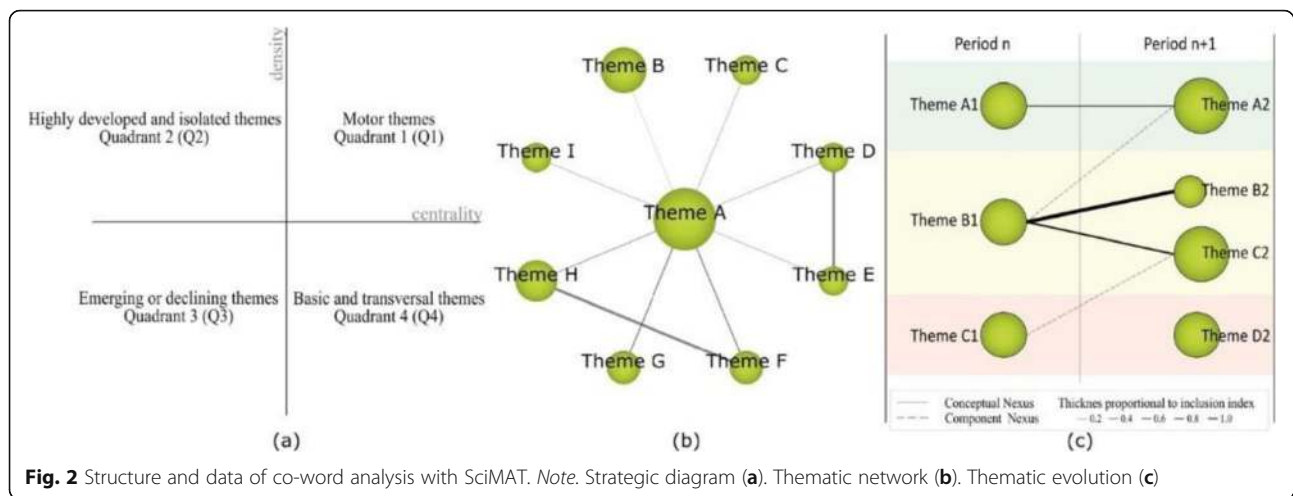 density
Highly developed and isolated themes
Quadrant 2 (Q2)
Motor themes
Quadrant 1 (Q1)
centrality
Emerging or declining themes
Quadrant 3 (Q3)
Basic and transversal themes
Quadrant 4 (Q4)
(a)
Theme B
Theme C
Theme I
Theme D
Theme A
Theme H
Theme E
Theme G
Theme F
(b)
Period n
Period n+1
Theme A1
Theme A2
Theme B1
Theme B2
Theme C2
Theme C1
Theme D2
Conceptual Nexus
Component Nexus
Thicknes proportional to inclusion index
0.2 0.4 0.6 0.8 1.0
(c)
Fig. 2 Structure and data of co-word analysis with SciMAT. Note. Strategic diagram (a). Thematic network (b). Thematic evolution (c)